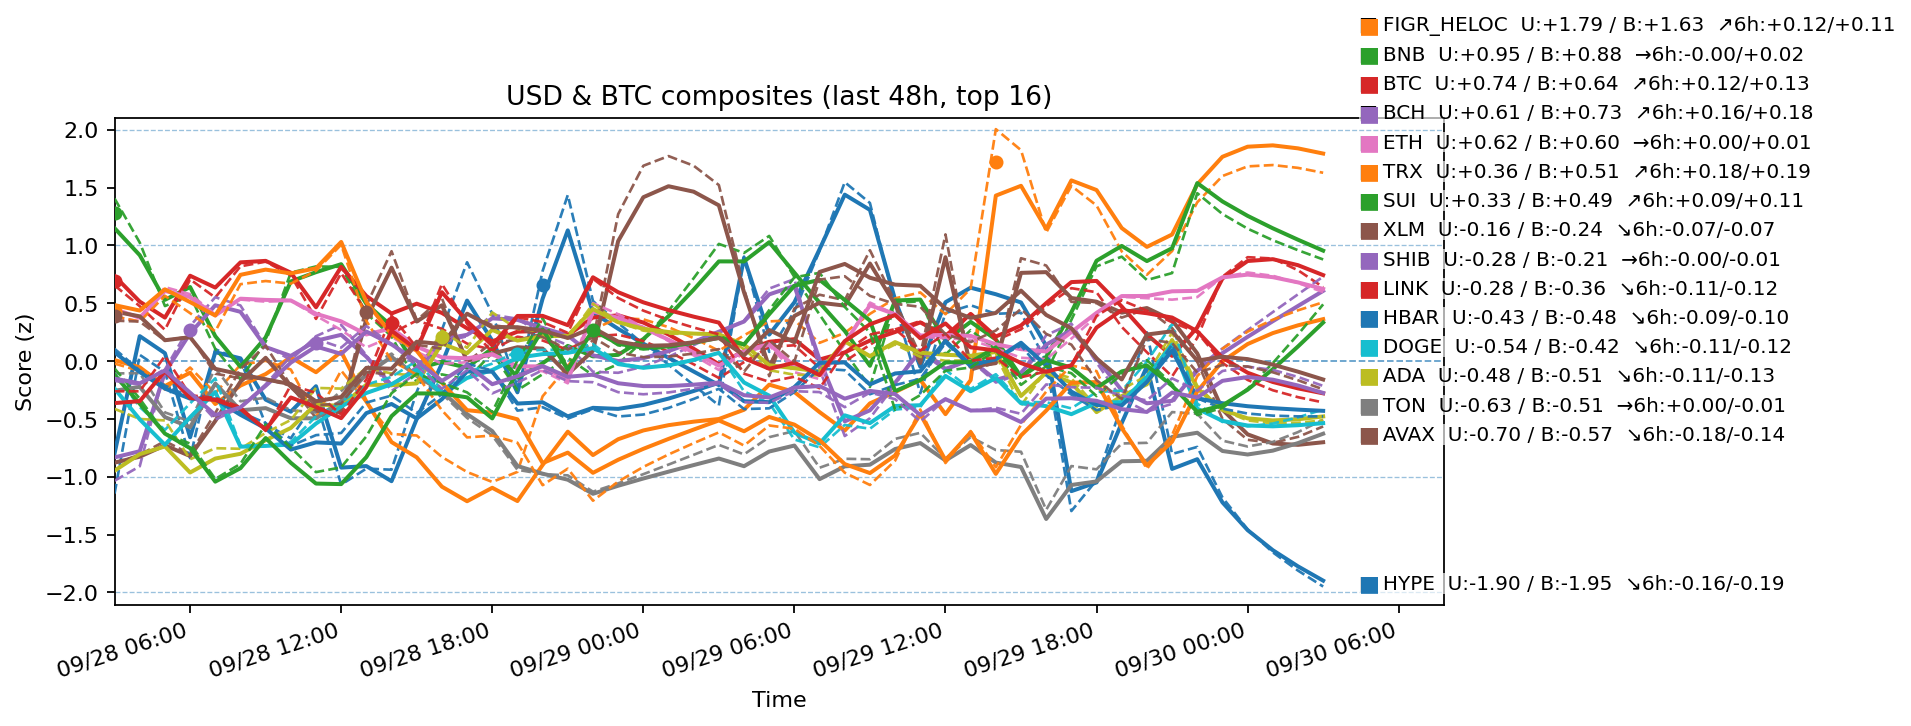 USD & BTC composites (last 48h, top 16)
FIGR_HELOC U:+1.79 / B:+1.63 ↗6h:+0.12/+0.11
BNB U:+0.95 / B:+0.88 →6h:-0.00/+0.02
BTC U:+0.74 / B:+0.64 ↗6h:+0.12/+0.13
BCH U:+0.61 / B:+0.73 ↗6h:+0.16/+0.18
ETH U:+0.62 / B:+0.60 →6h:+0.00/+0.01
TRX U:+0.36 / B:+0.51 ↗6h:+0.18/+0.19
SUI U:+0.33 / B:+0.49 ↗6h:+0.09/+0.11
XLM U:-0.16 / B:-0.24 ↘6h:-0.07/-0.07
SHIB U:-0.28 / B:-0.21 →6h:-0.00/-0.01
LINK U:-0.28 / B:-0.36 ↘6h:-0.11/-0.12
HBAR U:-0.43 / B:-0.48 ↘6h:-0.09/-0.10
DOGE U:-0.54 / B:-0.42 ↘6h:-0.11/-0.12
ADA U:-0.48 / B:-0.51 ↘6h:-0.11/-0.13
TON U:-0.63 / B:-0.51 →6h:+0.00/-0.01
AVAX U:-0.70 / B:-0.57 ↘6h:-0.18/-0.14
HYPE U:-1.90 / B:-1.95 ↘6h:-0.16/-0.19
Score (z)
2.0
1.5
1.0
0.5
0.0
−0.5
−1.0
−1.5
−2.0
09/28 06:00
09/28 12:00
09/28 18:00
09/29 00:00
09/29 06:00
09/29 12:00
09/29 18:00
09/30 00:00
09/30 06:00
Time